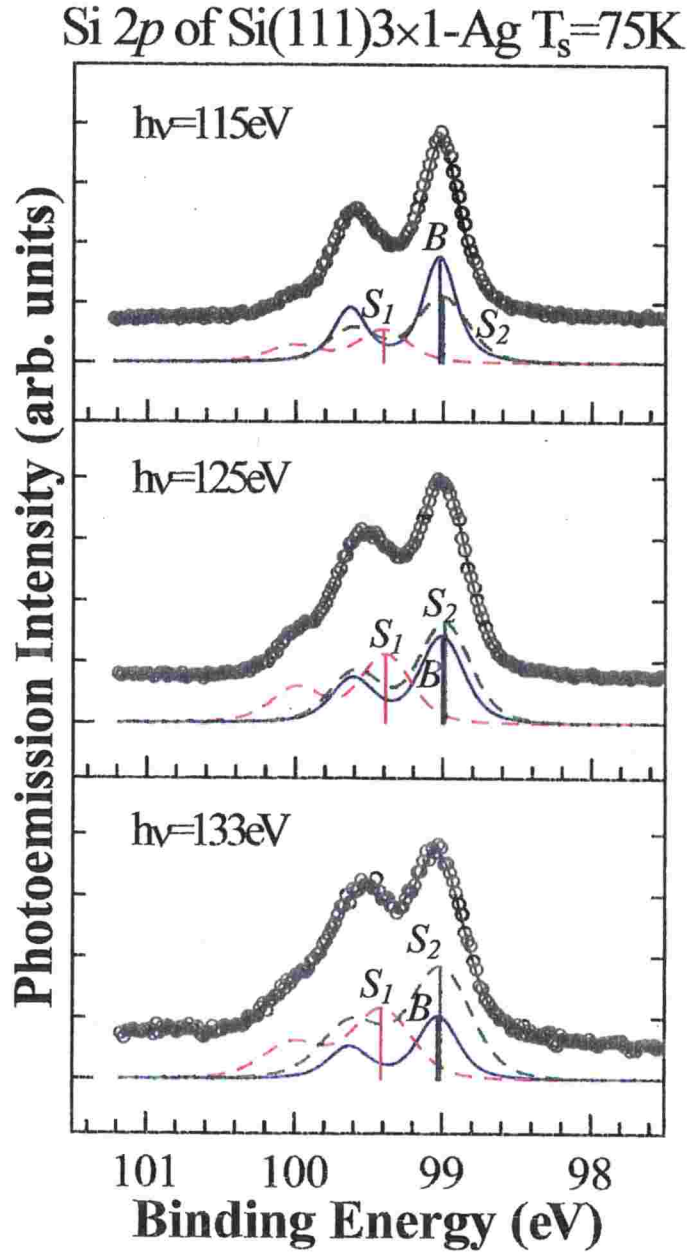 Si 2p of Si(111)3×1-Ag Tₛ=75K
hν=115eV
B
S₁
S₂
hν=125eV
S₂
S₁
B
hν=133eV
S₂
S₁
B
Photoemission Intensity (arb. units)
101 100 99 98
Binding Energy (eV)